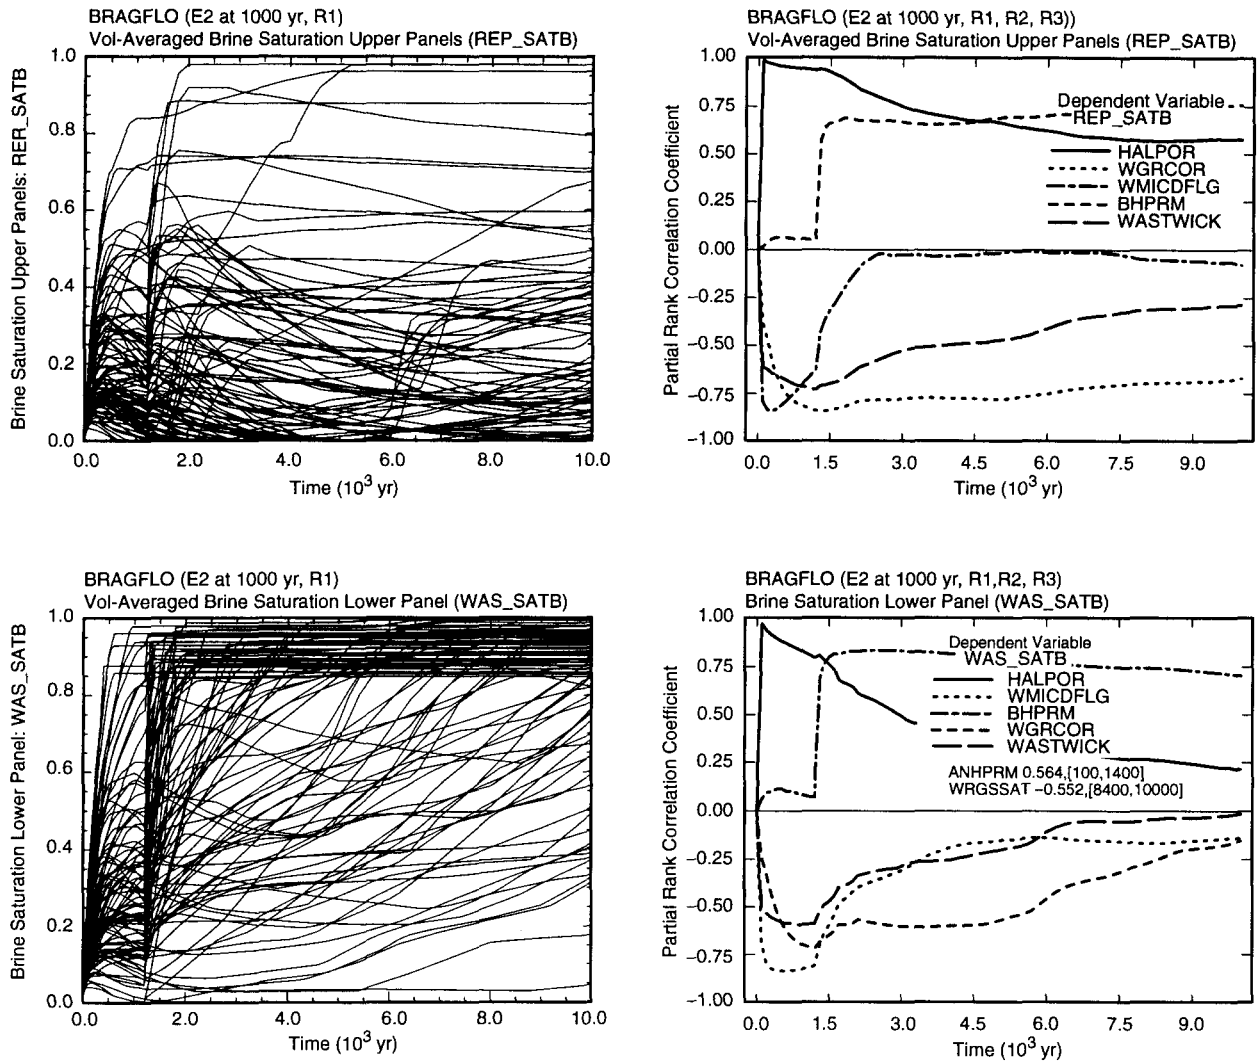 BRAGFLO (E2 at 1000 yr, R1)
Vol-Averaged Brine Saturation Upper Panels (REP_SATB)
Brine Saturation Upper Panels: RER_SATB
1.0
0.8
0.6
0.4
0.2
0.0
0.0 2.0 4.0 6.0 8.0 10.0
Time (10³ yr)
BRAGFLO (E2 at 1000 yr, R1, R2, R3))
Vol-Averaged Brine Saturation Upper Panels (REP_SATB)
Partial Rank Correlation Coefficient
1.00
0.75
0.50
0.00
−0.25
−0.50
−0.75
−1.00
Dependent Variable
REP_SATB
HALPOR
WGRCOR
WMICDFLG
BHPRM
WASTWICK
0.0 1.5 3.0 4.5 6.0 7.5 9.0
Time (10³ yr)
BRAGFLO (E2 at 1000 yr, R1)
Vol-Averaged Brine Saturation Lower Panel (WAS_SATB)
Brine Saturation Lower Panel: WAS_SATB
1.0
0.8
0.6
0.4
0.2
0.0
0.0 2.0 4.0 6.0 8.0 10.0
Time (10³ yr)
BRAGFLO (E2 at 1000 yr, R1,R2, R3)
Brine Saturation Lower Panel (WAS_SATB)
Partial Rank Correlation Coefficient
1.00
0.75
0.50
0.25
0.00
−0.25
−0.50
−0.75
−1.00
Dependent Variable
WAS_SATB
HALPOR
WMICDFLG
BHPRM
WGRCOR
WASTWICK
ANHPRM 0.564,[100,1400]
WRGSSAT −0.552,[8400,10000]
0.0 1.5 3.0 4.5 6.0 7.5 9.0
Time (10³ yr)